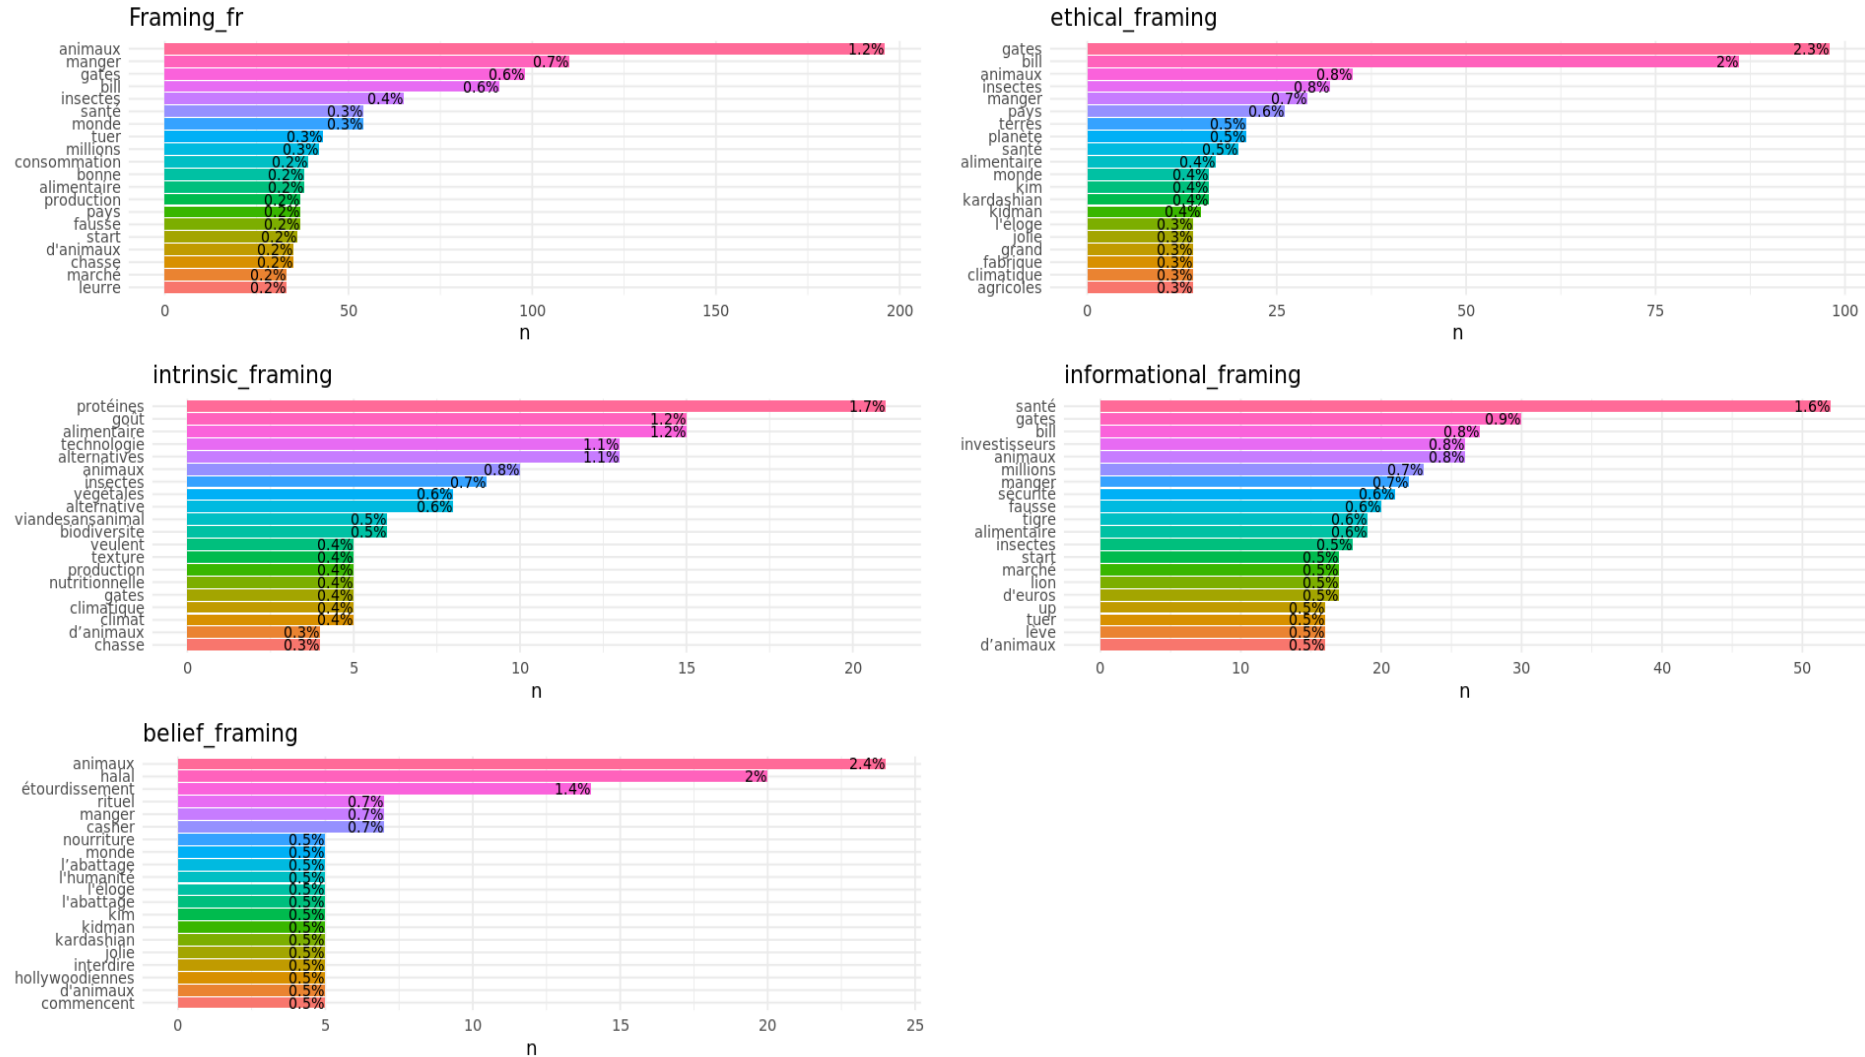 Framing_fr
animaux 1.2%
manger 0.7%
gates 0.6%
bill 0.6%
insectes 0.4%
santé 0.3%
monde 0.3%
tuer 0.3%
millions 0.3%
consommation 0.2%
bonne 0.2%
alimentaire 0.2%
production 0.2%
pays 0.2%
fausse 0.2%
start 0.2%
d'animaux 0.2%
chasse 0.2%
marché 0.2%
leurre 0.2%
0 50 100 150 200
n
ethical_framing
gates 2.3%
bill 2%
animaux 0.8%
insectes 0.8%
manger 0.7%
pays 0.6%
terres 0.5%
planète 0.5%
santé 0.5%
alimentaire 0.4%
monde 0.4%
kim 0.4%
kardashian 0.4%
kidman 0.4%
l'éloge 0.3%
jolie 0.3%
grand 0.3%
fabrique 0.3%
climatique 0.3%
agricoles 0.3%
0 25 50 75 100
n
intrinsic_framing
protéines 1.7%
goût 1.2%
alimentaire 1.2%
technologie 1.1%
alternatives 1.1%
animaux 0.8%
insectes 0.7%
végétales 0.6%
alternative 0.6%
viandesansanimal 0.5%
biodiversite 0.5%
veulent 0.4%
texture 0.4%
production 0.4%
nutritionnelle 0.4%
gates 0.4%
climatique 0.4%
climat 0.4%
d’animaux 0.3%
chasse 0.3%
0 5 10 15 20
n
informational_framing
santé 1.6%
gates 0.9%
bill 0.8%
investisseurs 0.8%
animaux 0.8%
millions 0.7%
manger 0.7%
sécurité 0.6%
fausse 0.6%
tigre 0.6%
alimentaire 0.6%
insectes 0.5%
start 0.5%
marché 0.5%
lion 0.5%
d'euros 0.5%
up 0.5%
tuer 0.5%
lève 0.5%
d’animaux 0.5%
0 10 20 30 40 50
n
belief_framing
animaux 2.4%
halal 2%
étourdissement 1.4%
rituel 0.7%
manger 0.7%
casher 0.7%
nourriture 0.5%
monde 0.5%
l’abattage 0.5%
l'humanité 0.5%
l'éloge 0.5%
l'abattage 0.5%
kim 0.5%
kidman 0.5%
kardashian 0.5%
jolie 0.5%
interdire 0.5%
hollywoodiennes 0.5%
d'animaux 0.5%
commencent 0.5%
0 5 10 15 20 25
n